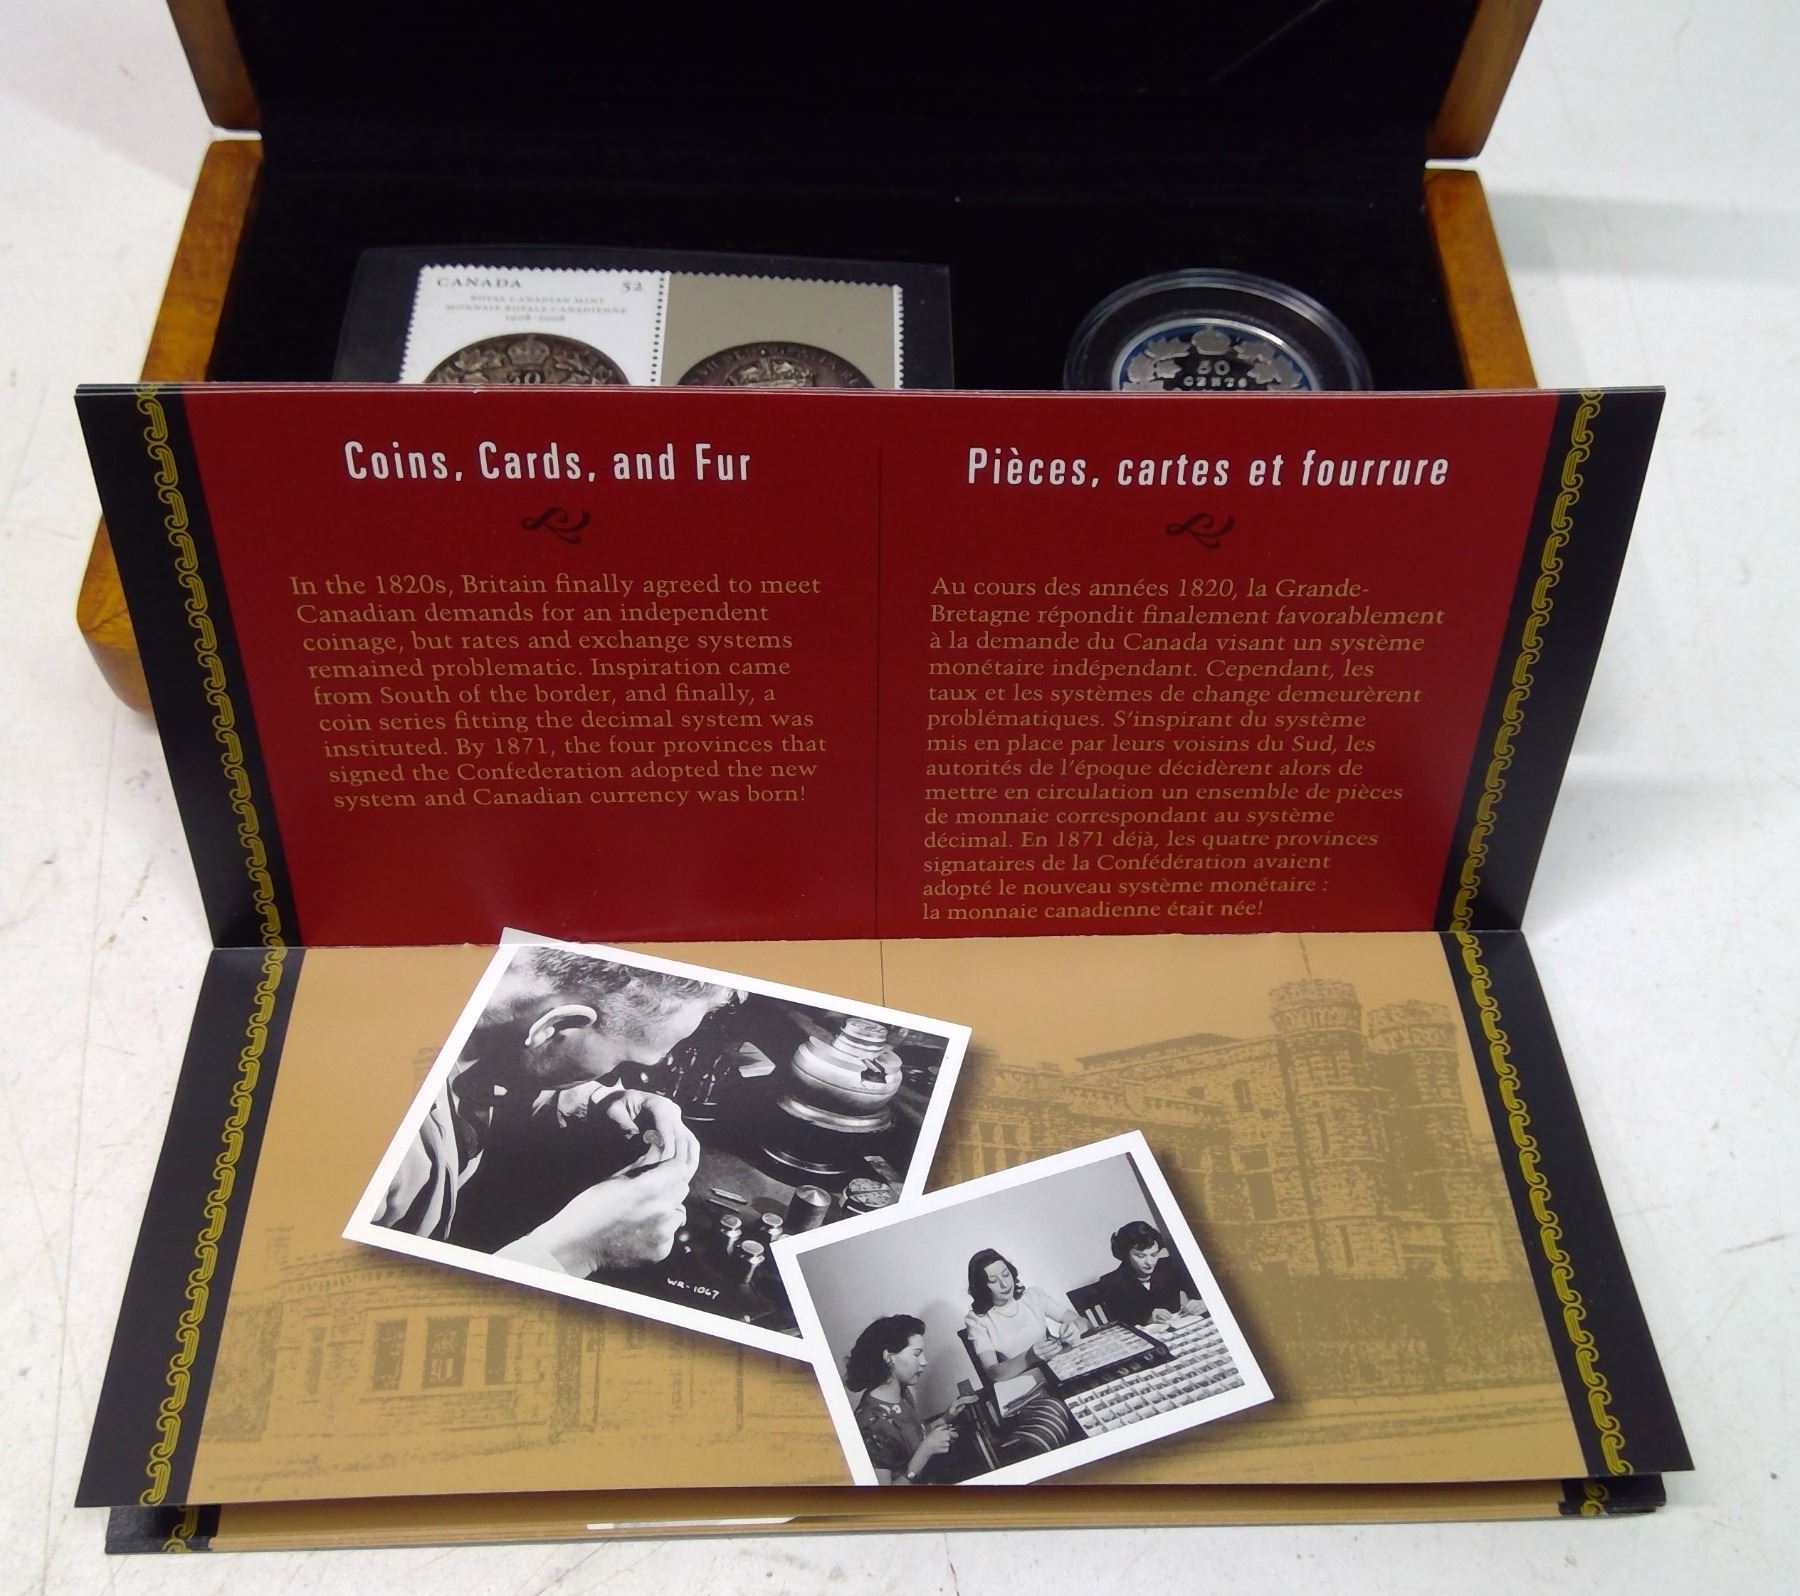 CANADA 52
ROYAL CANADIAN MINT
MONNAIE ROYALE CANADIENNE
1908-2008
50
50
CENTS
Coins, Cards, and Fur
In the 1820s, Britain finally agreed to meet
Canadian demands for an independent
coinage, but rates and exchange systems
remained problematic. Inspiration came
from South of the border, and finally, a
coin series fitting the decimal system was
instituted. By 1871, the four provinces that
signed the Confederation adopted the new
system and Canadian currency was born!
Pièces, cartes et fourrure
Au cours des années 1820, la Grande-
Bretagne répondit finalement favorablement
à la demande du Canada visant un système
monétaire indépendant. Cependant, les
taux et les systèmes de change demeurèrent
problématiques. S'inspirant du système
mis en place par leurs voisins du Sud, les
autorités de l'époque décidèrent alors de
mettre en circulation un ensemble de pièces
de monnaie correspondant au système
décimal. En 1871 déjà, les quatre provinces
signataires de la Confédération avaient
adopté le nouveau système monétaire :
la monnaie canadienne était née!
WR-1067